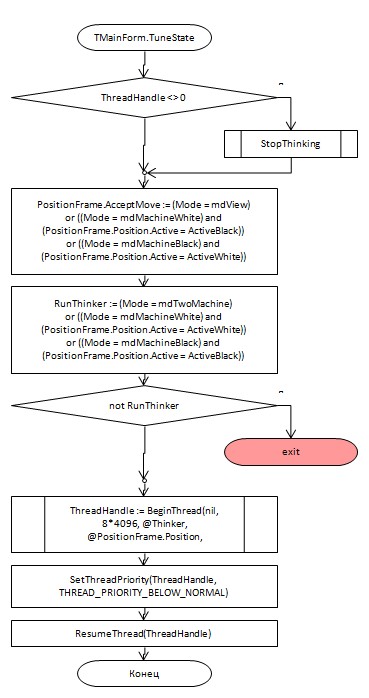 TMainForm.TuneState
ThreadHandle <> 0
StopThinking
PositionFrame.AcceptMove := (Mode = mdView)
or ((Mode = mdMachineWhite) and
(PositionFrame.Position.Active = ActiveBlack))
or ((Mode = mdMachineBlack) and
(PositionFrame.Position.Active = ActiveWhite))
RunThinker := (Mode = mdTwoMachine)
or ((Mode = mdMachineWhite) and
(PositionFrame.Position.Active = ActiveWhite))
or ((Mode = mdMachineBlack) and
(PositionFrame.Position.Active = ActiveBlack))
not RunThinker
exit
ThreadHandle := BeginThread(nil,
8*4096, @Thinker,
@PositionFrame.Position,
SetThreadPriority(ThreadHandle,
THREAD_PRIORITY_BELOW_NORMAL)
ResumeThread(ThreadHandle)
Конец